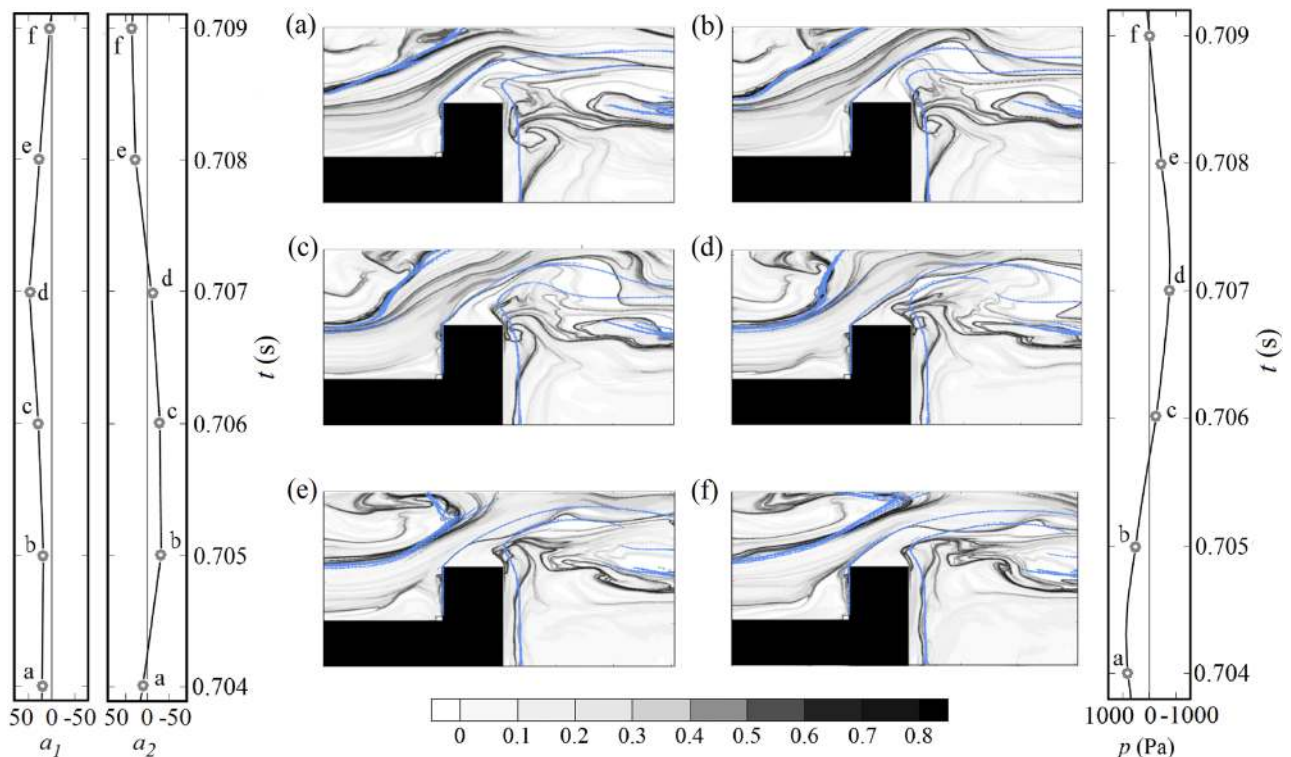 f
e
d
c
b
a
50 0 -50
a1
f
e
d
c
b
a
50 0 -50
a2
0.709
0.708
0.707
0.706
0.705
0.704
t (s)
(a)
(b)
(c)
(d)
(e)
(f)
0 0.1 0.2 0.3 0.4 0.5 0.6 0.7 0.8
f
e
d
c
b
a
1000 0 -1000
p (Pa)
0.709
0.708
0.707
0.706
0.705
0.704
t (s)